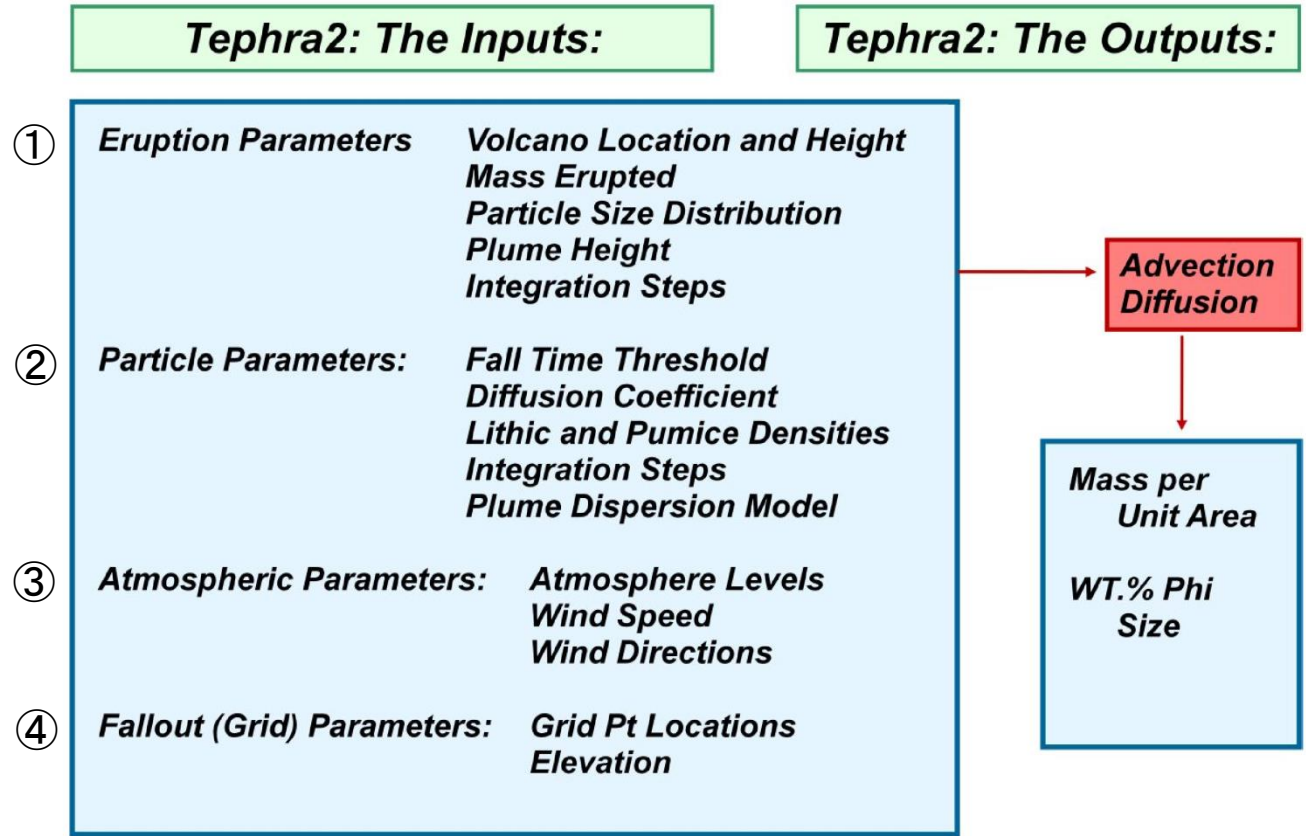 Tephra2: The Inputs:
Tephra2: The Outputs:
① Eruption Parameters Volcano Location and Height
Mass Erupted
Particle Size Distribution
Plume Height
Integration Steps
② Particle Parameters: Fall Time Threshold
Diffusion Coefficient
Lithic and Pumice Densities
Integration Steps
Plume Dispersion Model
③ Atmospheric Parameters: Atmosphere Levels
Wind Speed
Wind Directions
④ Fallout (Grid) Parameters: Grid Pt Locations
Elevation
Advection
Diffusion
Mass per
Unit Area
WT.% Phi
Size